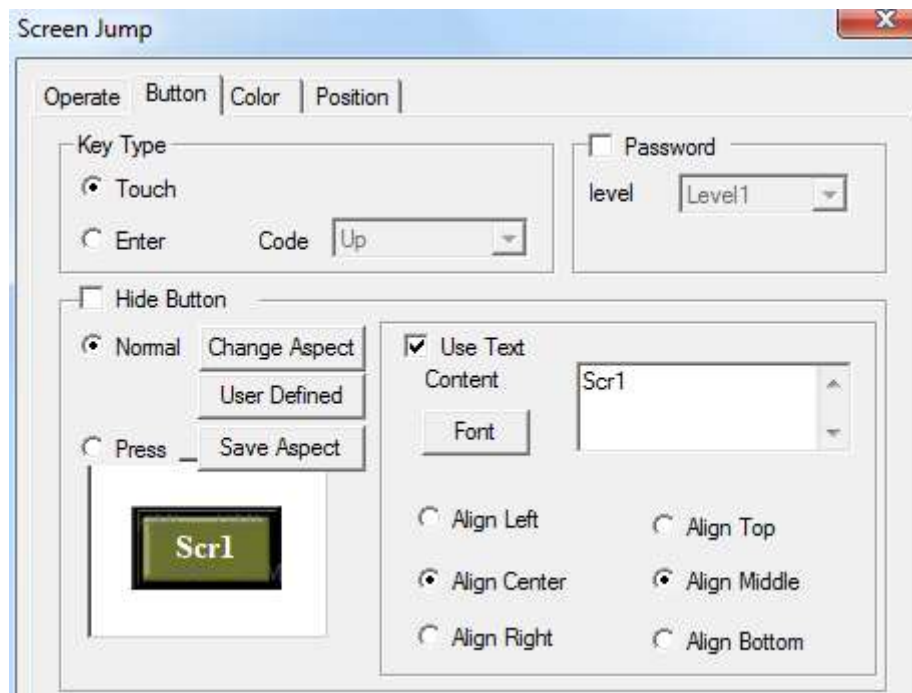 Screen Jump
Operate Button Color Position
Key Type
Touch
Enter Code Up
Password
level Level1
Hide Button
Normal Change Aspect
User Defined
Press Save Aspect
Scr1
Use Text
Content Scr1
Font
Align Left Align Top
Align Center Align Middle
Align Right Align Bottom